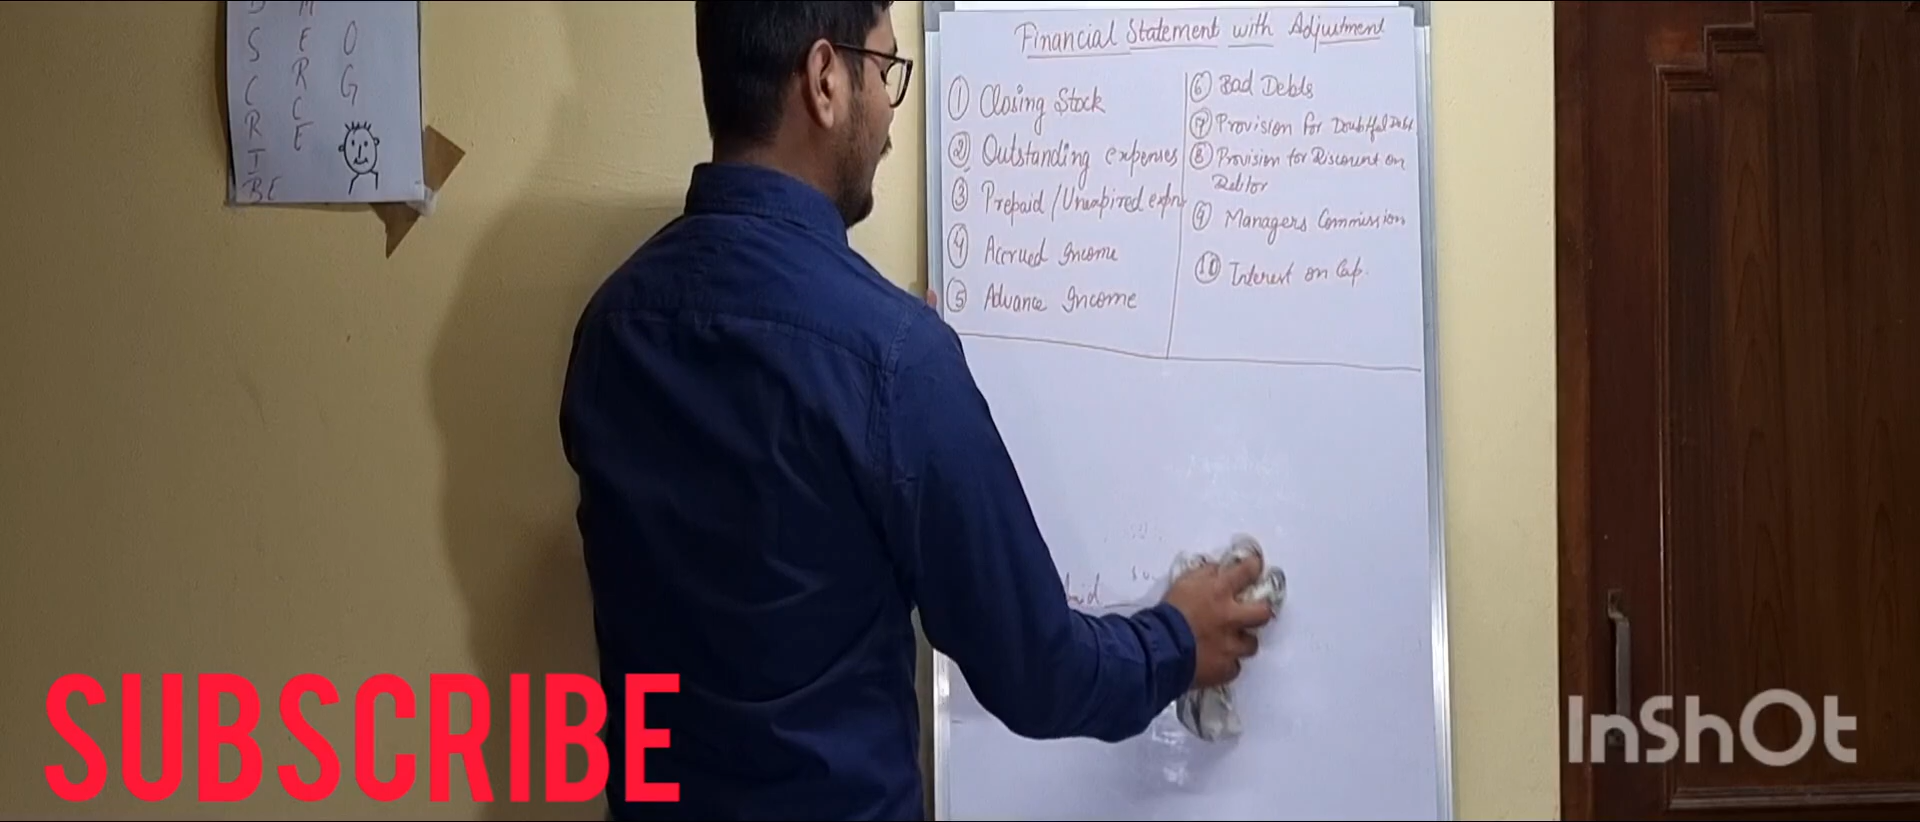 S
C
R
I
BE
M
E
R
C
E
O
G
Financial Statement with Adjustment
① Closing Stock
② Outstanding expenses
③ Prepaid / Unexpired
④ Accrued Income
⑤ Advance Income
⑥ Bad Debts
⑦ Provision for Doubtful Debt
⑧ Provision for Discount on
Debtor
⑨ Managers Commission
⑩ Interest on Cap.
SUBSCRIBE
InShOt